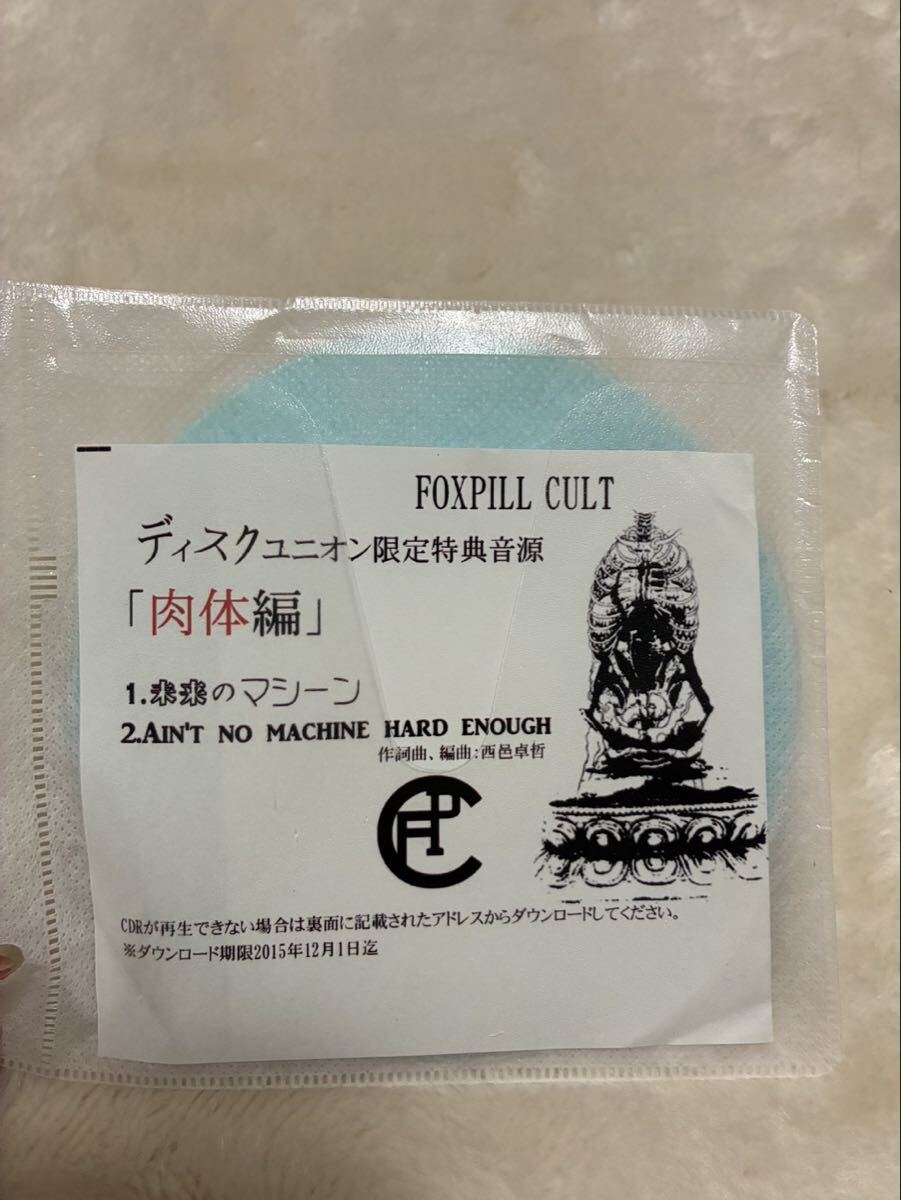 FOXPILL CULT
ディスクユニオン限定特典音源
「肉体編」
1.未来のマシーン
2.AIN'T NO MACHINE HARD ENOUGH
作詞曲、編曲:西邑卓哲
CDRが再生できない場合は裏面に記載されたアドレスからダウンロードしてください。
※ダウンロード期限2015年12月1日迄